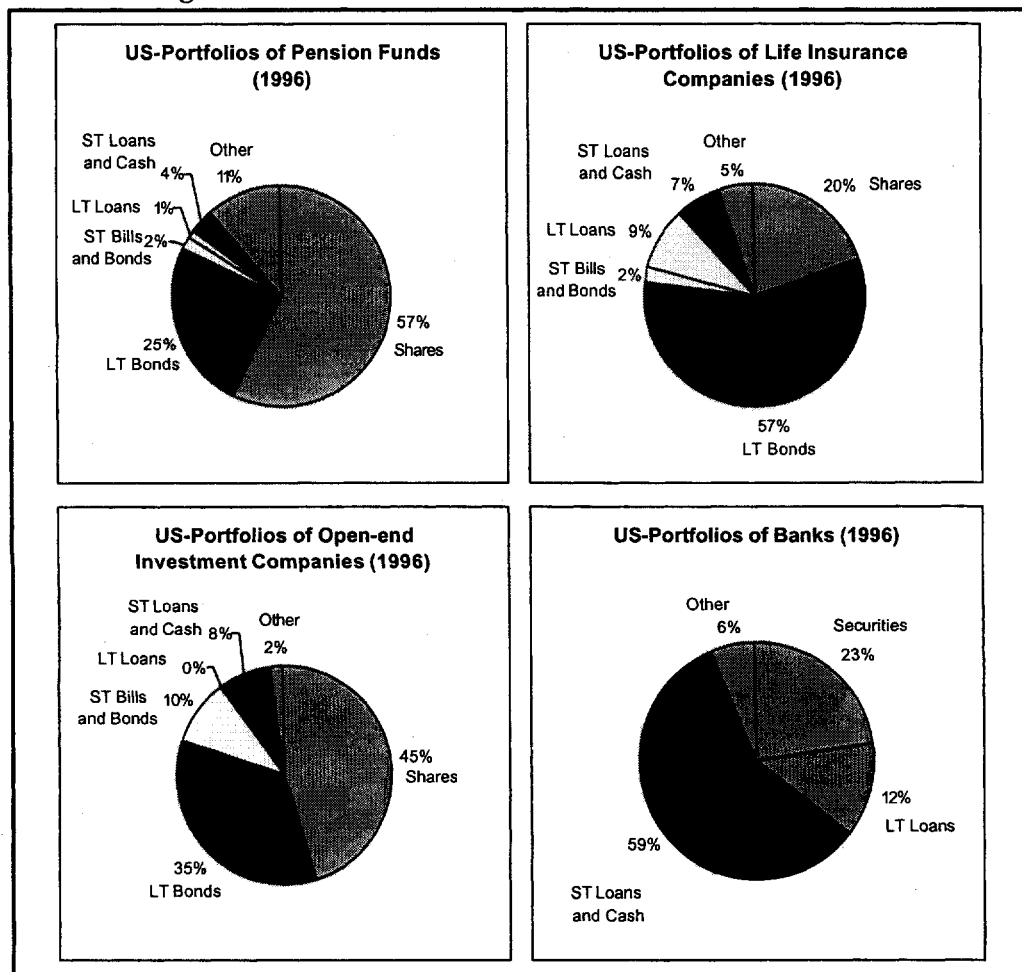 US-Portfolios of Pension Funds
(1996)
ST Loans
and Cash
4%
Other
11%
LT Loans
1%
ST Bills
and Bonds
2%
25%
LT Bonds
57%
Shares
US-Portfolios of Life Insurance
Companies (1996)
ST Loans
and Cash
7%
Other
5%
20% Shares
LT Loans 9%
ST Bills
and Bonds
2%
57%
LT Bonds
US-Portfolios of Open-end
Investment Companies (1996)
ST Loans
and Cash
8%
Other
2%
LT Loans
0%
ST Bills
and Bonds
10%
45%
Shares
35%
LT Bonds
US-Portfolios of Banks (1996)
Other
6%
Securities
23%
12%
LT Loans
59%
ST Loans
and Cash